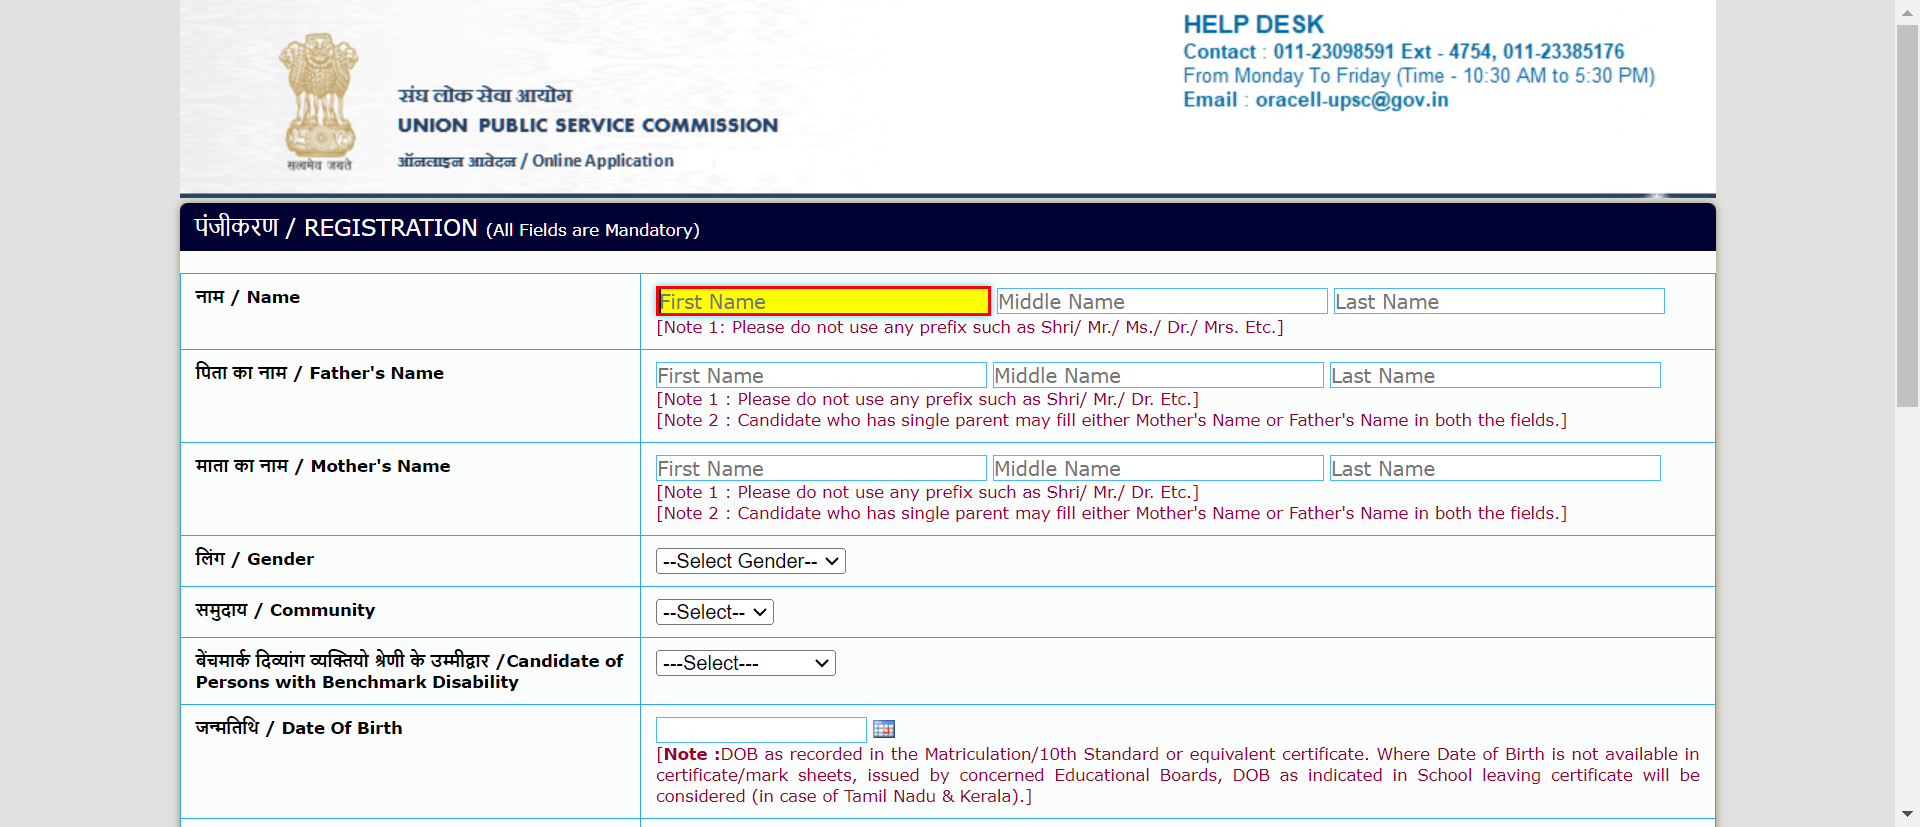 HELP DESK
Contact : 011-23098591 Ext - 4754, 011-23385176
From Monday To Friday (Time - 10:30 AM to 5:30 PM)
Email : oracell-upsc@gov.in
सत्यमेव जयते
संघ लोक सेवा आयोग
UNION PUBLIC SERVICE COMMISSION
ऑनलाइन आवेदन / Online Application
पंजीकरण / REGISTRATION (All Fields are Mandatory)
नाम / Name
First Name Middle Name Last Name
[Note 1: Please do not use any prefix such as Shri/ Mr./ Ms./ Dr./ Mrs. Etc.]
पिता का नाम / Father's Name
First Name Middle Name Last Name
[Note 1 : Please do not use any prefix such as Shri/ Mr./ Dr. Etc.]
[Note 2 : Candidate who has single parent may fill either Mother's Name or Father's Name in both the fields.]
माता का नाम / Mother's Name
First Name Middle Name Last Name
[Note 1 : Please do not use any prefix such as Shri/ Mr./ Dr. Etc.]
[Note 2 : Candidate who has single parent may fill either Mother's Name or Father's Name in both the fields.]
लिंग / Gender
--Select Gender--
समुदाय / Community
--Select--
बेंचमार्क दिव्यांग व्यक्तियो श्रेणी के उम्मीद्वार /Candidate of
Persons with Benchmark Disability
---Select---
जन्मतिथि / Date Of Birth
[Note :DOB as recorded in the Matriculation/10th Standard or equivalent certificate. Where Date of Birth is not available in
certificate/mark sheets, issued by concerned Educational Boards, DOB as indicated in School leaving certificate will be
considered (in case of Tamil Nadu & Kerala).]